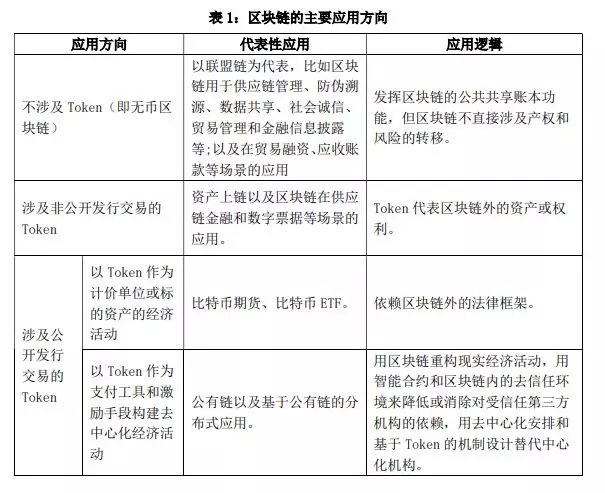 表 1：区块链的主要应用方向
应用方向
代表性应用
应用逻辑
不涉及 Token（即无币区
块链）
以联盟链为代表，比如区块
链用于供应链管理、防伪溯
源、数据共享、社会诚信、
贸易管理和金融信息披露
等;以及在贸易融资、应收账
款等场景的应用
发挥区块链的公共共享账本功
能，但区块链不直接涉及产权和
风险的转移。
涉及非公开发行交易的
Token
资产上链以及区块链在供应
链金融和数字票据等场景的
应用。
Token 代表区块链外的资产或权
利。
涉及公
开发行
交易的
Token
以 Token 作为
计价单位或标
的资产的经济
活动
比特币期货、比特币 ETF。
依赖区块链外的法律框架。
以 Token 作为
支付工具和激
励手段构建去
中心化经济活
动
公有链以及基于公有链的分
布式应用。
用区块链重构现实经济活动，用
智能合约和区块链内的去信任环
境来降低或消除对受信任第三方
机构的依赖，用去中心化安排和
基于 Token 的机制设计替代中心
化机构。